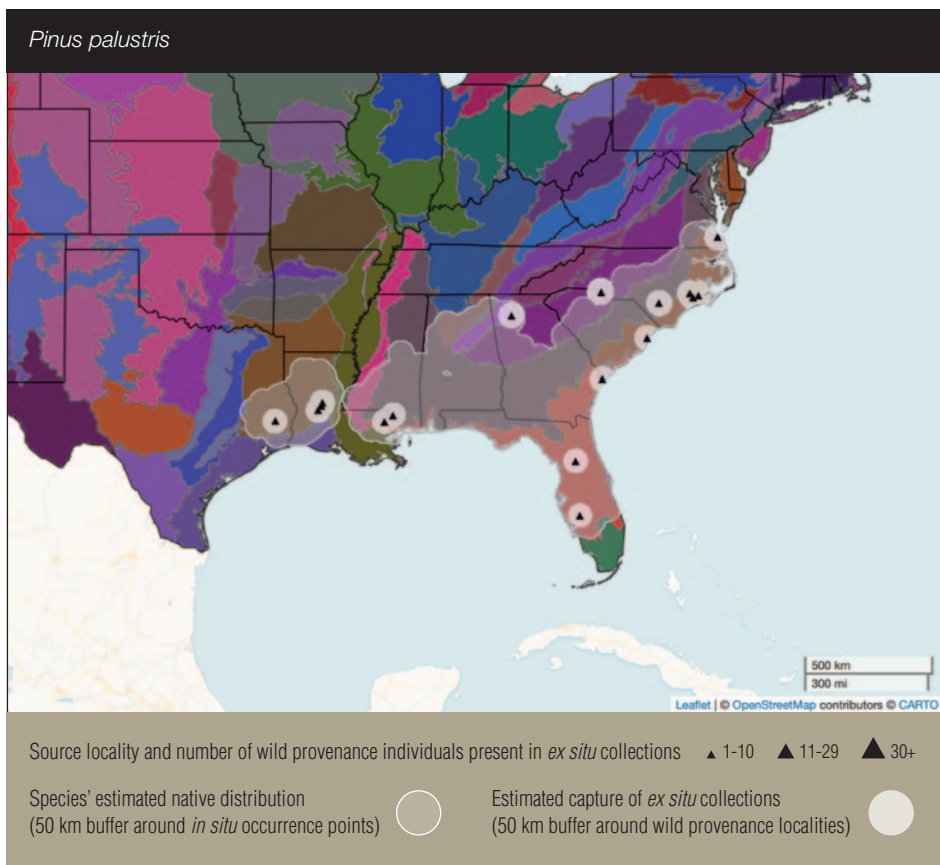 Pinus palustris
500 km
300 mi
Leaflet | © OpenStreetMap contributors © CARTO
Source locality and number of wild provenance individuals present in ex situ collections ▲ 1-10 ▲ 11-29 ▲ 30+
Species' estimated native distribution
(50 km buffer around in situ occurrence points)
Estimated capture of ex situ collections
(50 km buffer around wild provenance localities)